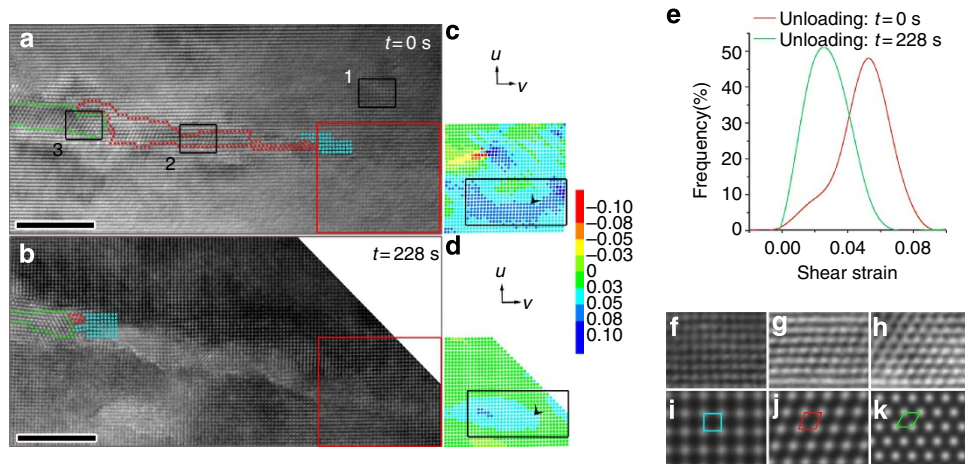 a
t=0 s
1
2
3
b
t=228 s
c
u
v
−0.10
−0.08
−0.05
−0.03
0
0.03
0.05
0.08
0.10
d
u
v
e
Unloading: t=0 s
Unloading: t=228 s
Frequency(%)
50
40
30
20
10
0
0.00 0.04 0.08
Shear strain
f g h
i j k